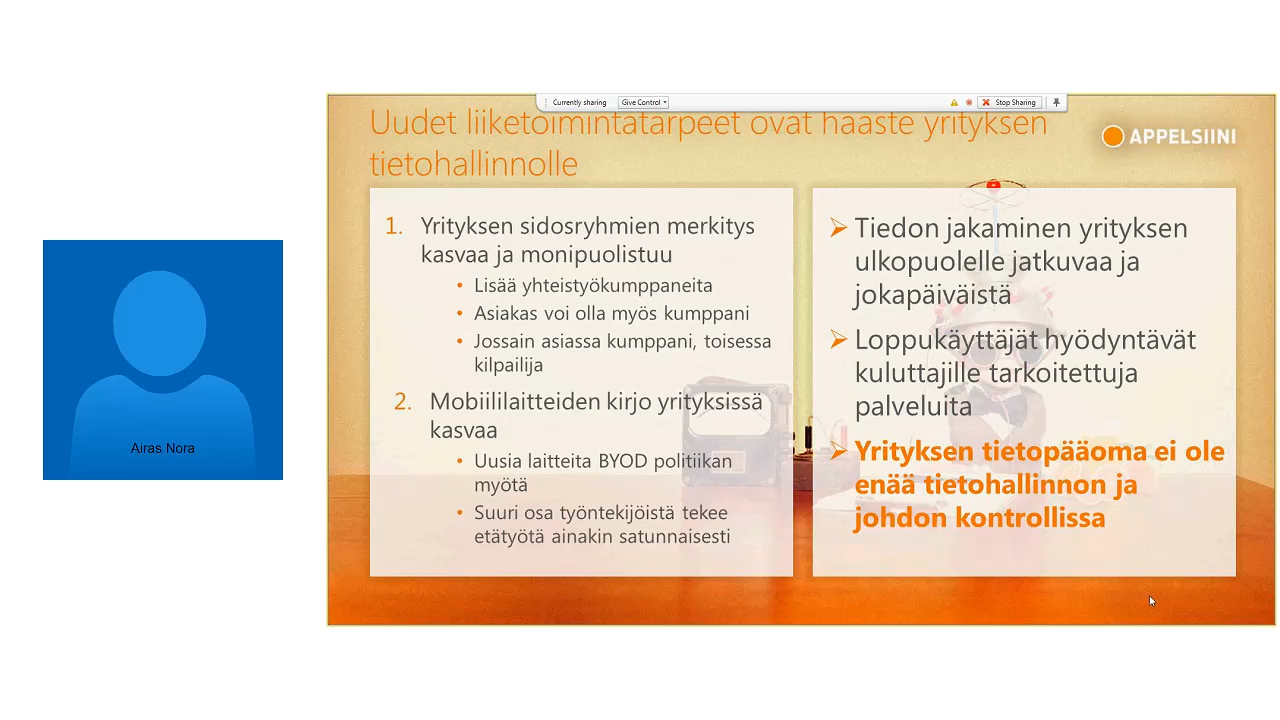 Currently sharing
Give Control
Stop Sharing
Uudet liiketoimintatarpeet ovat haaste yrityksen
tietohallinnolle
APPELSIINI
1. Yrityksen sidosryhmien merkitys
kasvaa ja monipuolistuu
• Lisää yhteistyökumppaneita
• Asiakas voi olla myös kumppani
• Jossain asiassa kumppani, toisessa
kilpailija
2. Mobiililaitteiden kirjo yrityksissä
kasvaa
• Uusia laitteita BYOD politiikan
myötä
• Suuri osa työntekijöistä tekee
etätyötä ainakin satunnaisesti
Tiedon jakaminen yrityksen
ulkopuolelle jatkuvaa ja
jokapäiväistä
Loppukäyttäjät hyödyntävät
kuluttajille tarkoitettuja
palveluita
Yrityksen tietopääoma ei ole
enää tietohallinnon ja
johdon kontrollissa
Airas Nora